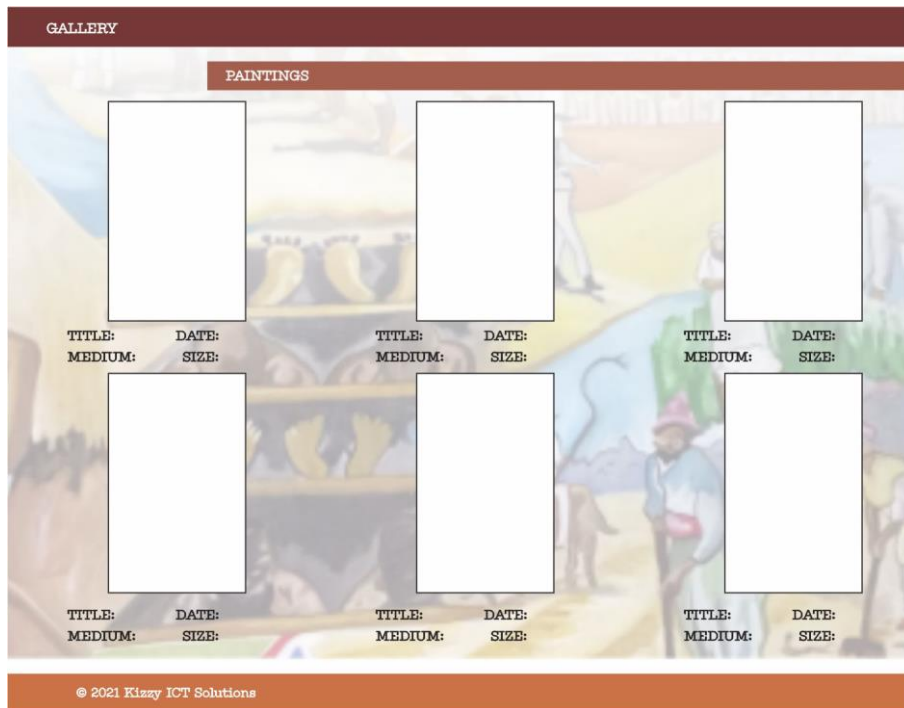 GALLERY
PAINTINGS
TITLE: DATE: TITLE: DATE: TITLE: DATE:
MEDIUM: SIZE: MEDIUM: SIZE: MEDIUM: SIZE:
TITLE: DATE: TITLE: DATE: TITLE: DATE:
MEDIUM: SIZE: MEDIUM: SIZE: MEDIUM: SIZE:
© 2021 Kizzy ICT Solutions